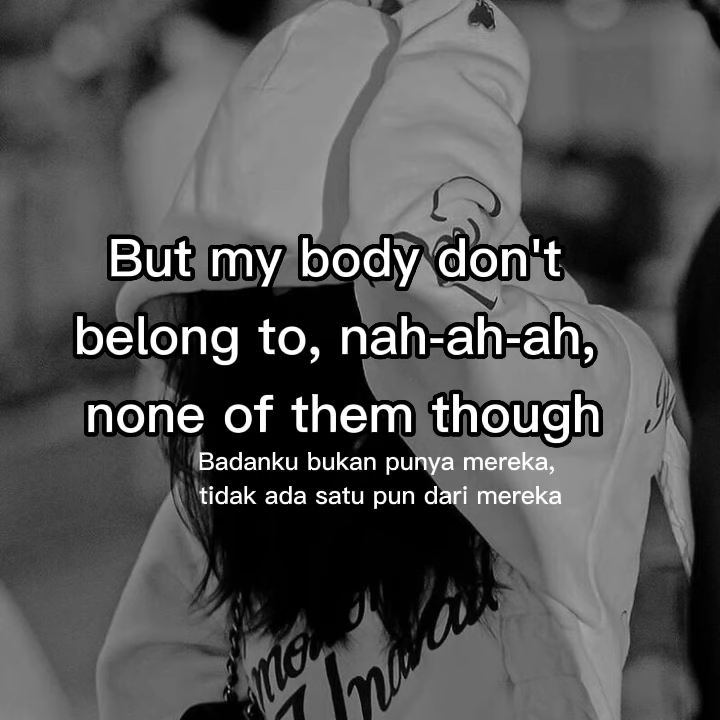 But my body don't
belong to, nah-ah-ah,
none of them though
Badanku bukan punya mereka,
tidak ada satu pun dari mereka